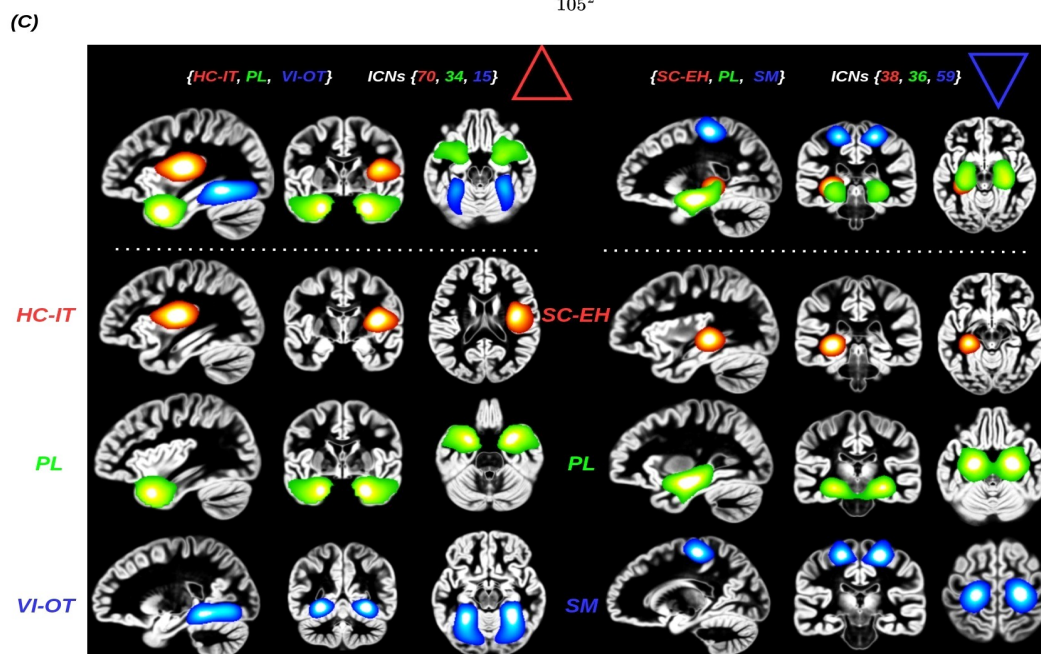 105²
(C)
{HC-IT, PL, VI-OT} ICNs {70, 34, 15}
{SC-EH, PL, SM} ICNs {38, 36, 59}
HC-IT
SC-EH
PL
PL
VI-OT
SM